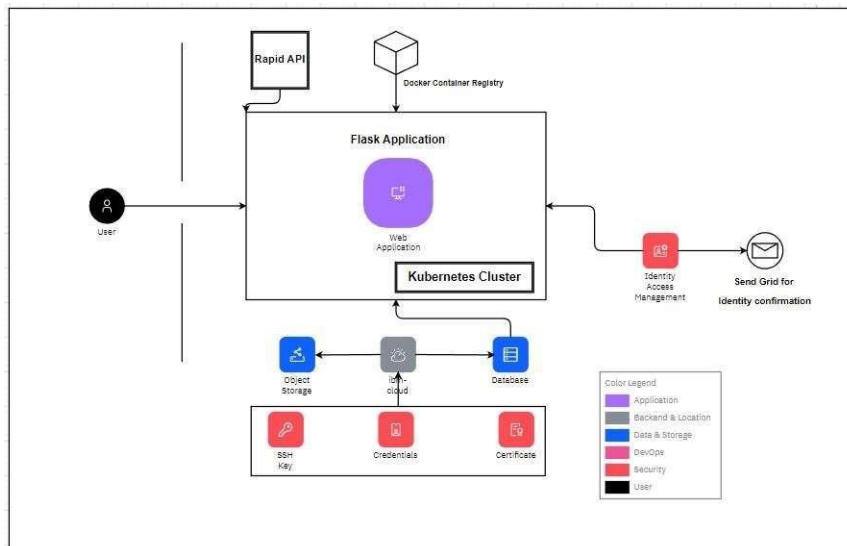 Rapid API
Docker Container Registry
Flask Application
Web
Application
Kubernetes Cluster
User
Identity
Access
Management
Send Grid for
Identity confirmation
Object
Storage
ibm-
cloud
Database
SSH
Key
Credentials
Certificate
Color Legend
Application
Backend & Location
Data & Storage
DevOps
Security
User